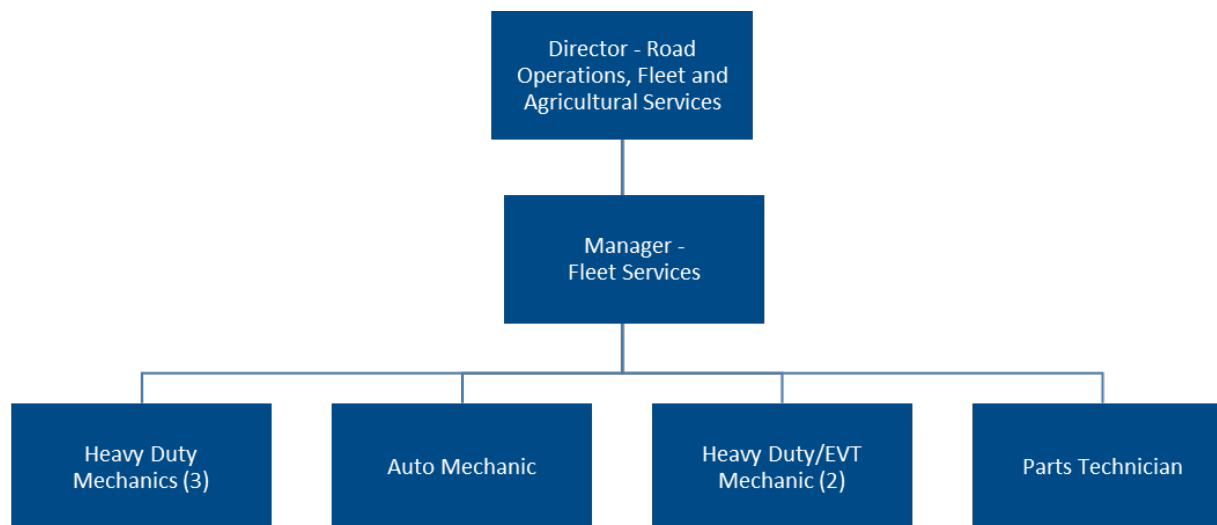 Director - Road
Operations, Fleet and
Agricultural Services
Manager -
Fleet Services
Heavy Duty
Mechanics (3)
Auto Mechanic
Heavy Duty/EVT
Mechanic (2)
Parts Technician